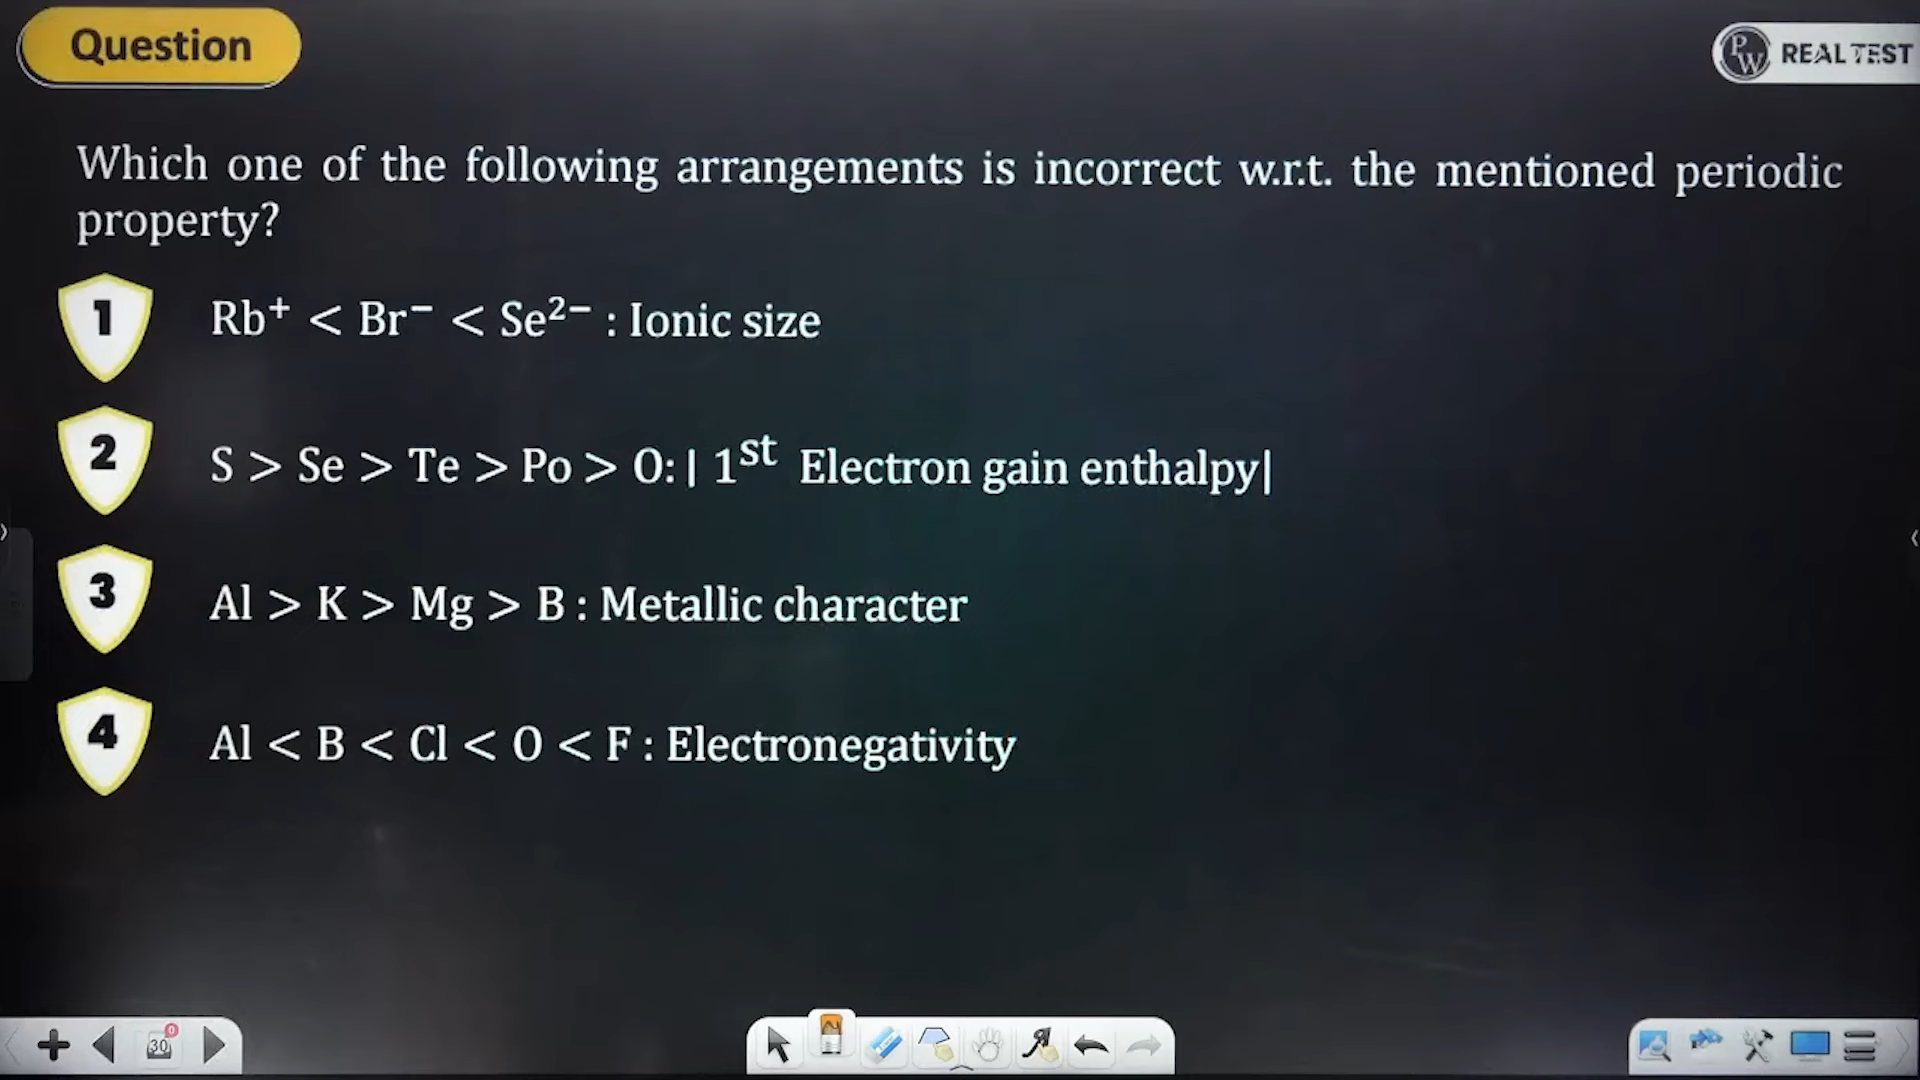 Question
PW REAL TEST
Which one of the following arrangements is incorrect w.r.t. the mentioned periodic
property?
1 Rb⁺ < Br⁻ < Se²⁻ : Ionic size
2 S > Se > Te > Po > O: | 1ˢᵗ Electron gain enthalpy|
3 Al > K > Mg > B : Metallic character
4 Al < B < Cl < O < F : Electronegativity
30
0